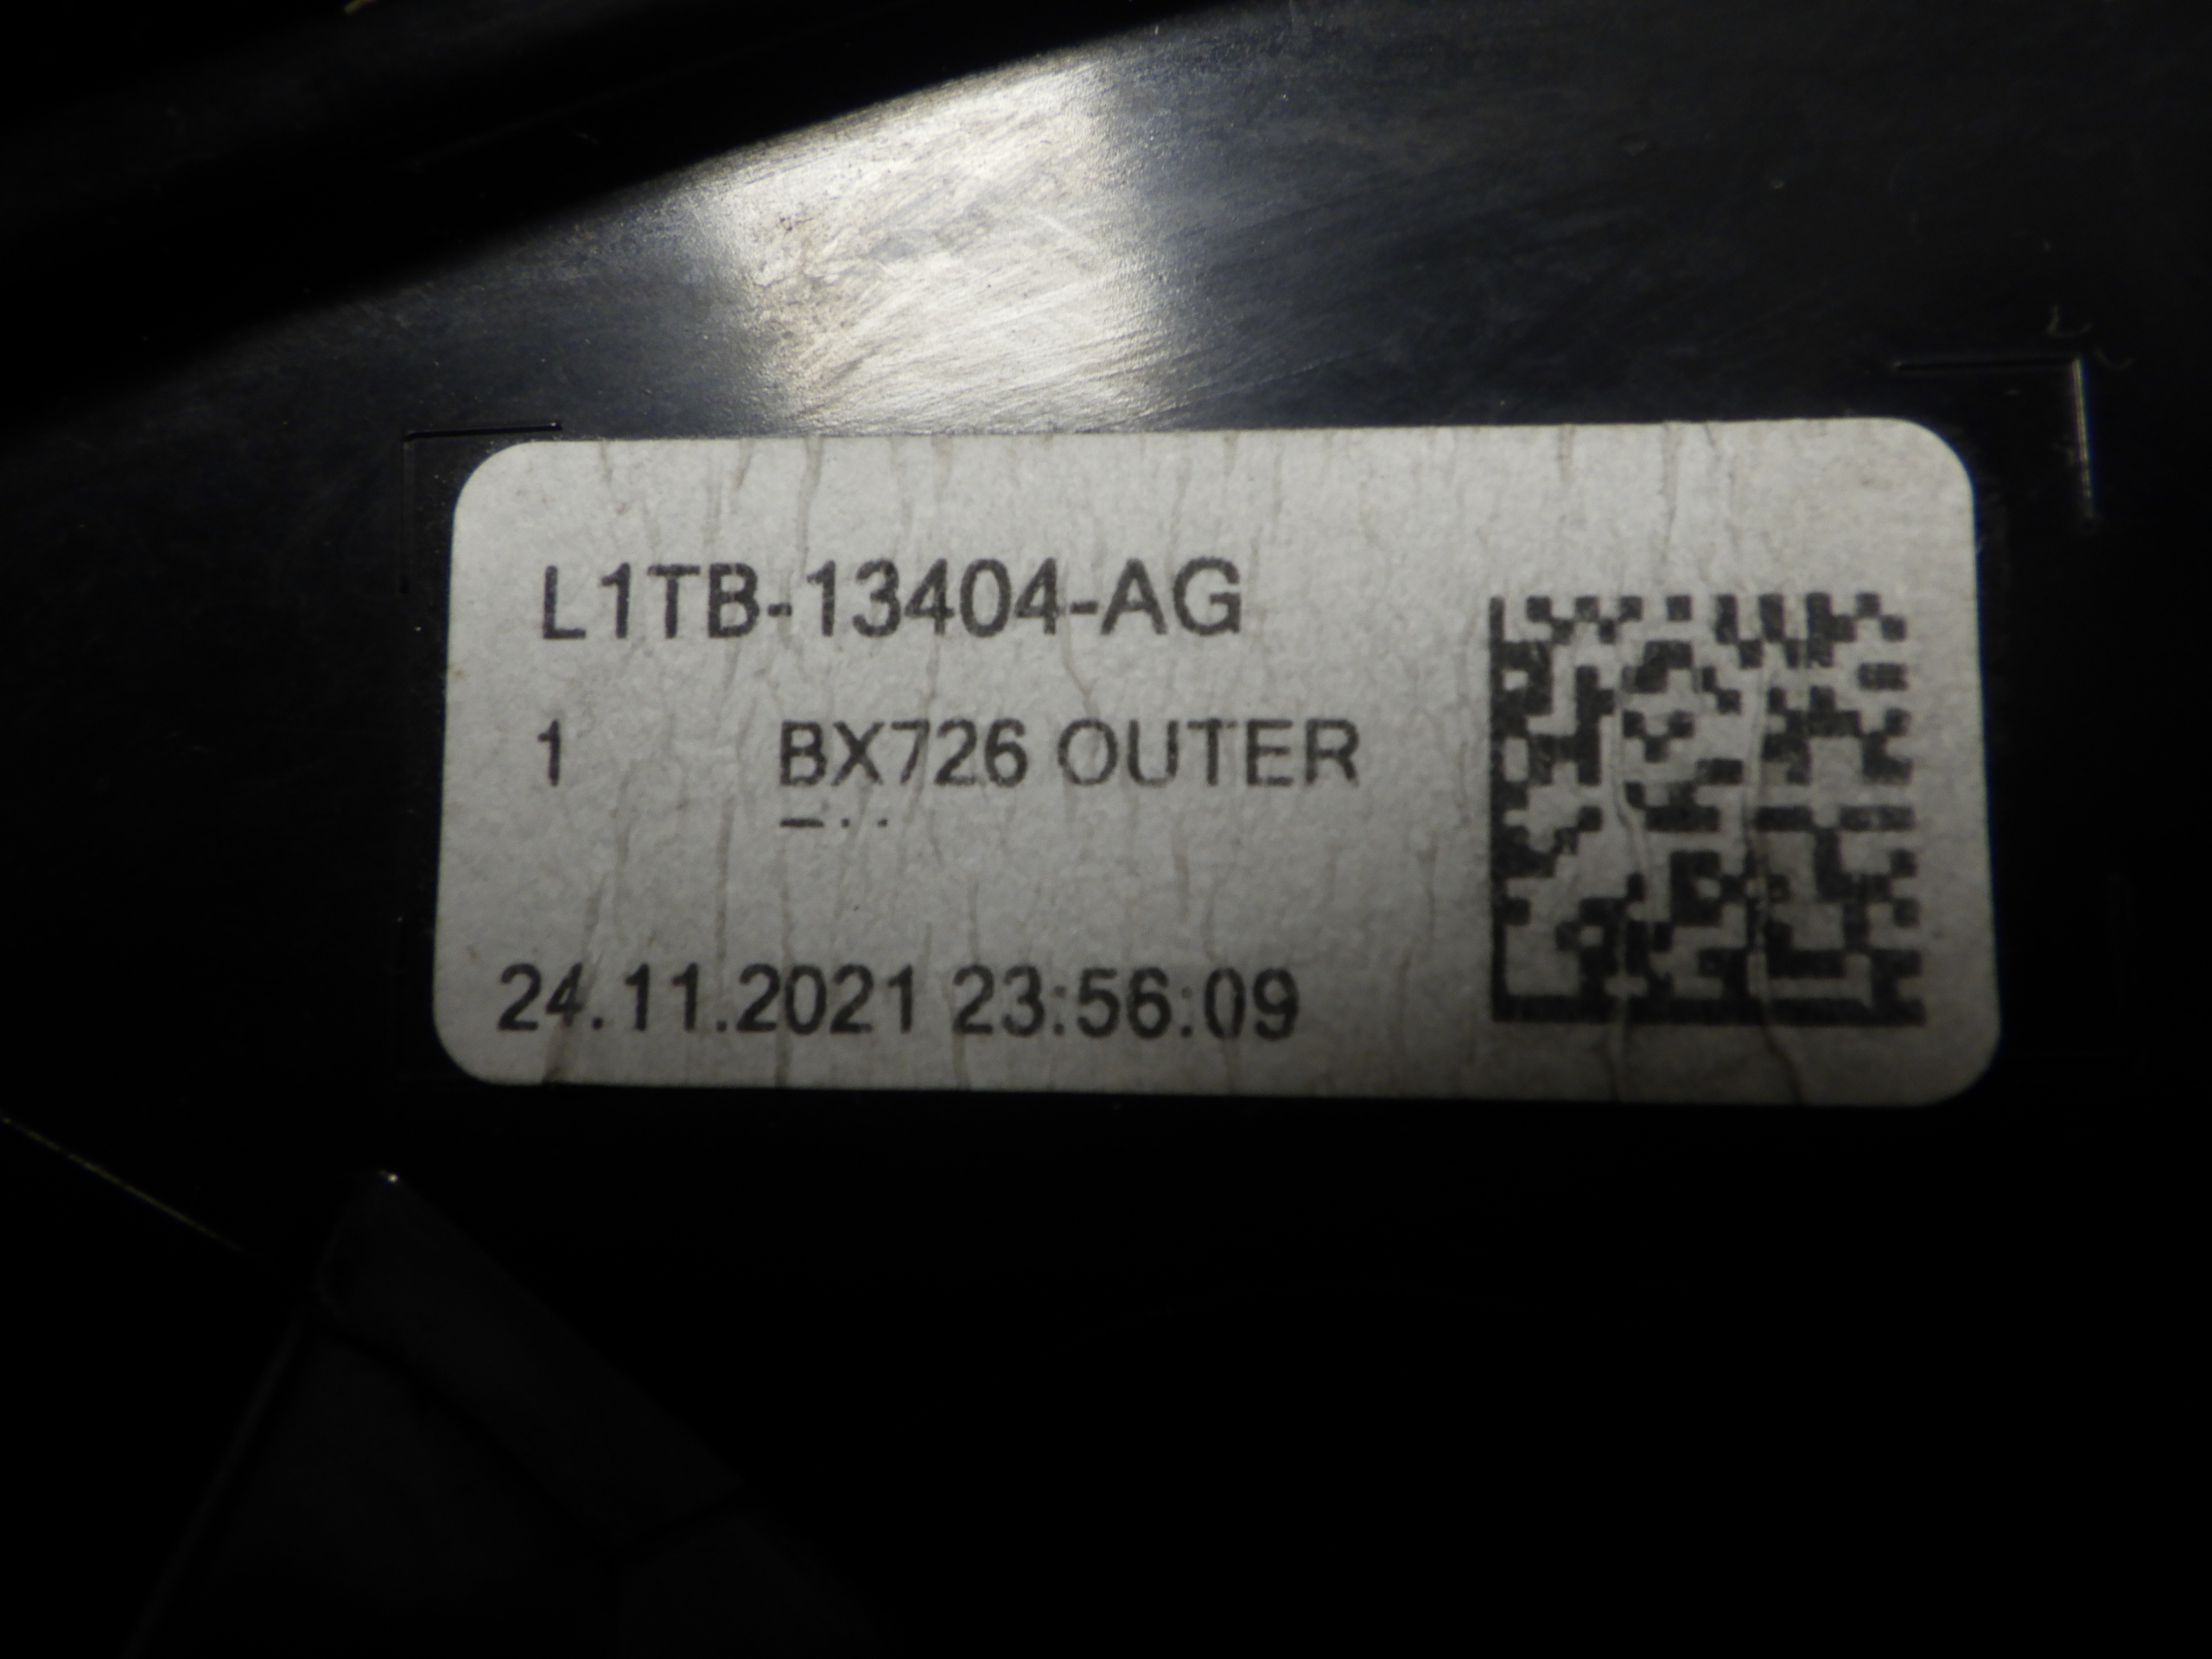 L1TB-13404-AG
1 BX726 OUTER
24.11.2021 23:56:09